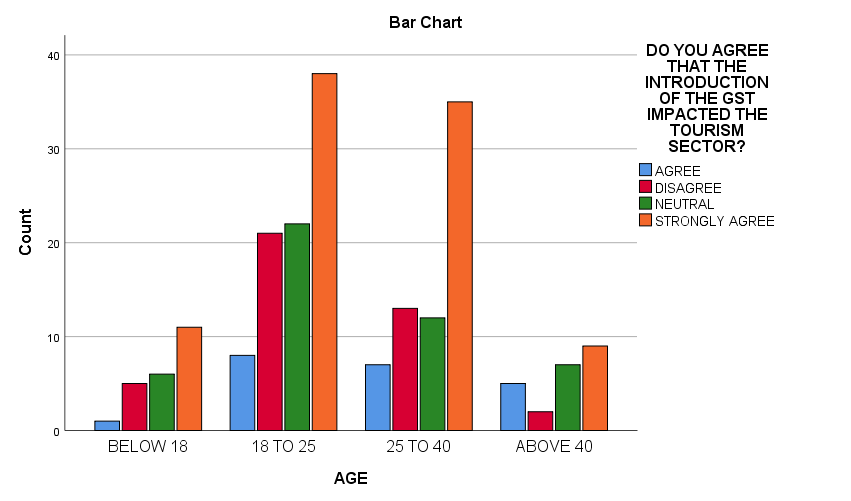 Bar Chart
DO YOU AGREE
THAT THE
INTRODUCTION
OF THE GST
IMPACTED THE
TOURISM
SECTOR?
AGREE
DISAGREE
NEUTRAL
STRONGLY AGREE
Count
40
30
20
10
0
BELOW 18
18 TO 25
25 TO 40
ABOVE 40
AGE